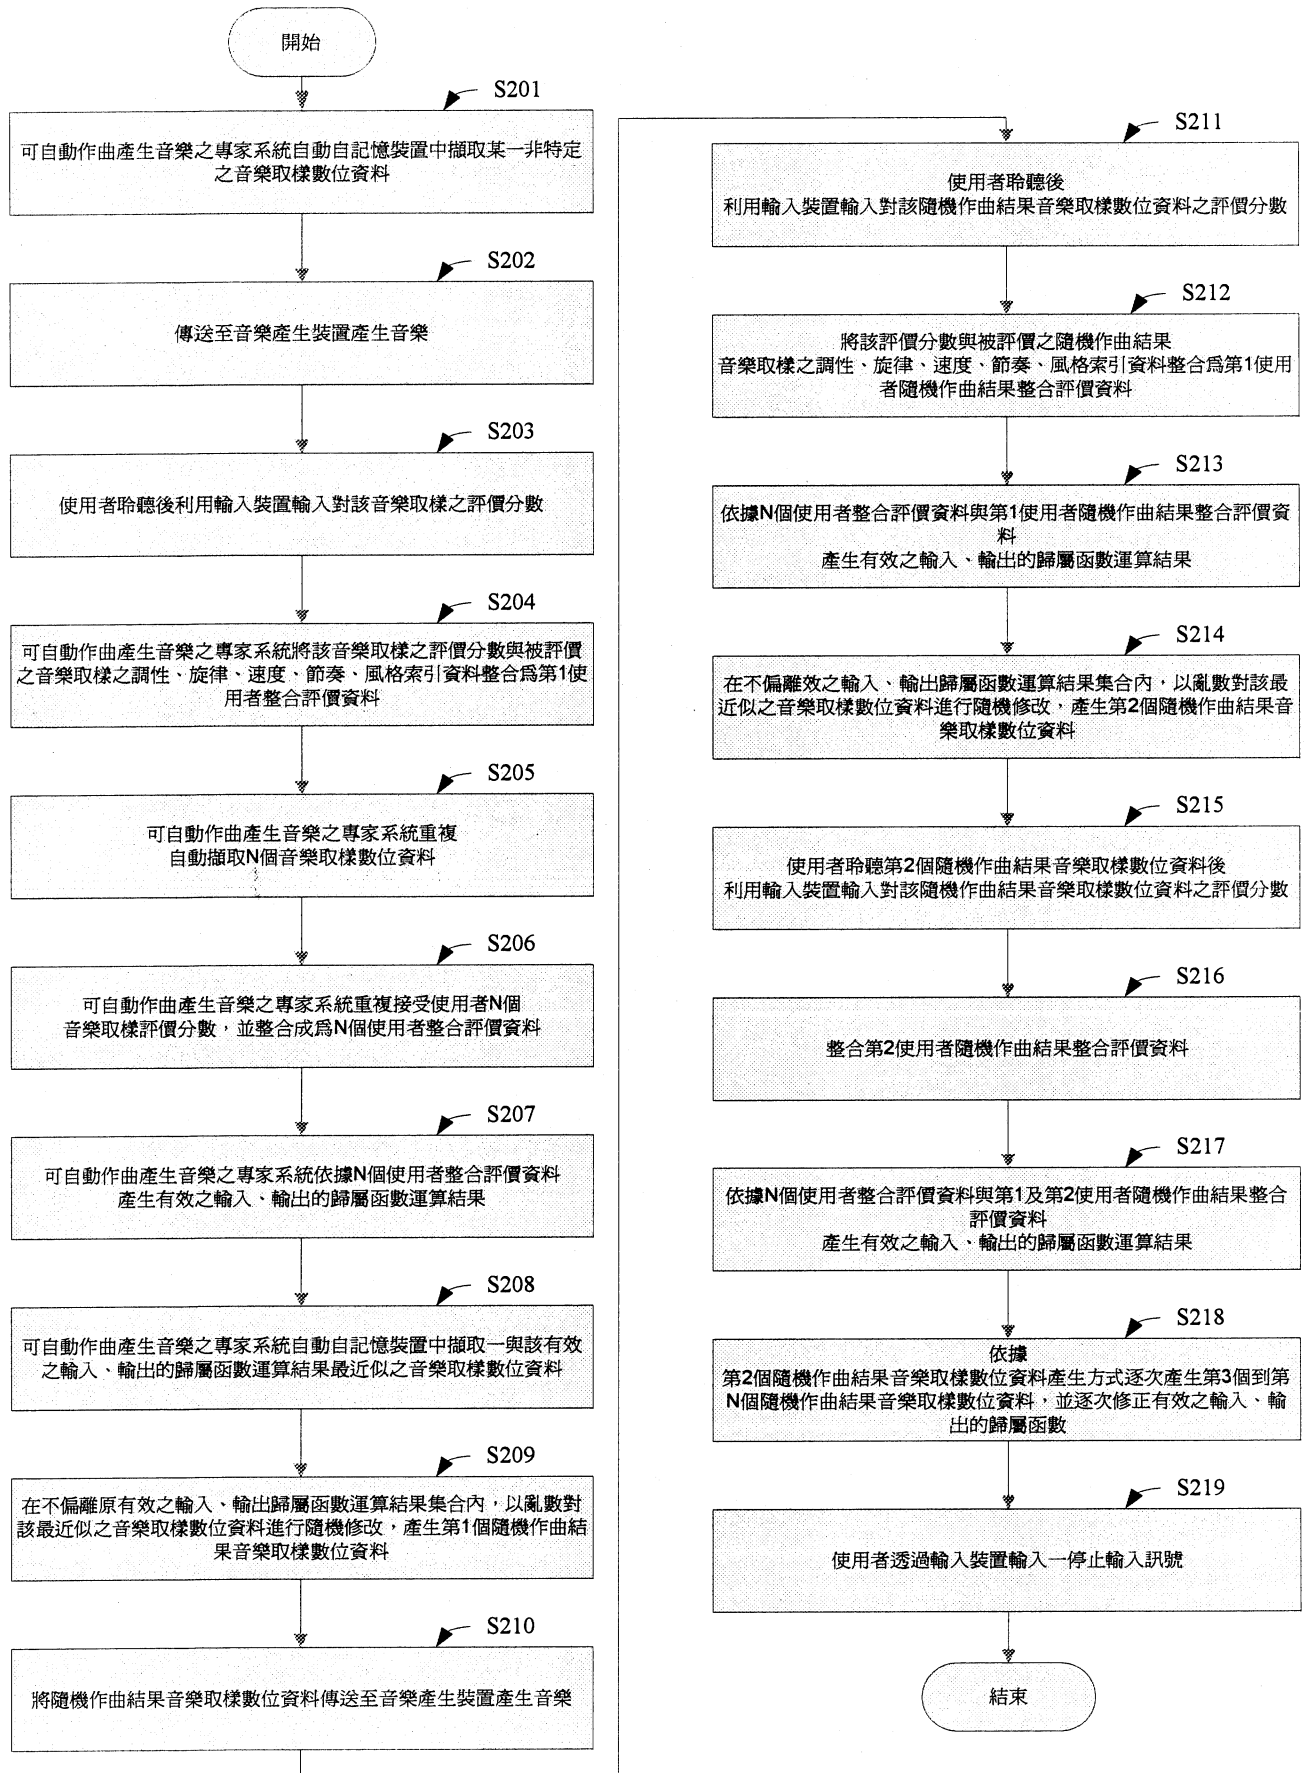 開始
S201
可自動作曲產生音樂之專家系統自動自記憶裝置中擷取某一非特定
之音樂取樣數位資料
S202
傳送至音樂產生裝置產生音樂
S203
使用者聆聽後利用輸入裝置輸入對該音樂取樣之評價分數
S204
可自動作曲產生音樂之專家系統將該音樂取樣之評價分數與被評價
之音樂取樣之調性、旋律、速度、節奏、風格索引資料整合爲第1使
用者整合評價資料
S205
可自動作曲產生音樂之專家系統重複
自動擷取N個音樂取樣數位資料
S206
可自動作曲產生音樂之專家系統重複接受使用者N個
音樂取樣評價分數，並整合成爲N個使用者整合評價資料
S207
可自動作曲產生音樂之專家系統依據N個使用者整合評價資料
產生有效之輸入、輸出的歸屬函數運算結果
S208
可自動作曲產生音樂之專家系統自動自記憶裝置中擷取一與該有效
之輸入、輸出的歸屬函數運算結果最近似之音樂取樣數位資料
S209
在不偏離原有效之輸入、輸出歸屬函數運算結果集合內，以亂數對
該最近似之音樂取樣數位資料進行隨機修改，產生第1個隨機作曲結
果音樂取樣數位資料
S210
將隨機作曲結果音樂取樣數位資料傳送至音樂產生裝置產生音樂
S211
使用者聆聽後
利用輸入裝置輸入對該隨機作曲結果音樂取樣數位資料之評價分數
S212
將該評價分數與被評價之隨機作曲結果
音樂取樣之調性、旋律、速度、節奏、風格索引資料整合爲第1使用
者隨機作曲結果整合評價資料
S213
依據N個使用者整合評價資料與第1使用者隨機作曲結果整合評價資
料
產生有效之輸入、輸出的歸屬函數運算結果
S214
在不偏離效之輸入、輸出歸屬函數運算結果集合內，以亂數對該最
近似之音樂取樣數位資料進行隨機修改，產生第2個隨機作曲結果音
樂取樣數位資料
S215
使用者聆聽第2個隨機作曲結果音樂取樣數位資料後
利用輸入裝置輸入對該隨機作曲結果音樂取樣數位資料之評價分數
S216
整合第2使用者隨機作曲結果整合評價資料
S217
依據N個使用者整合評價資料與第1及第2使用者隨機作曲結果整合
評價資料
產生有效之輸入、輸出的歸屬函數運算結果
S218
依據
第2個隨機作曲結果音樂取樣數位資料產生方式逐次產生第3個到第
N個隨機作曲結果音樂取樣數位資料，並逐次修正有效之輸入、輸
出的歸屬函數
S219
使用者透過輸入裝置輸入一停止輸入訊號
結束